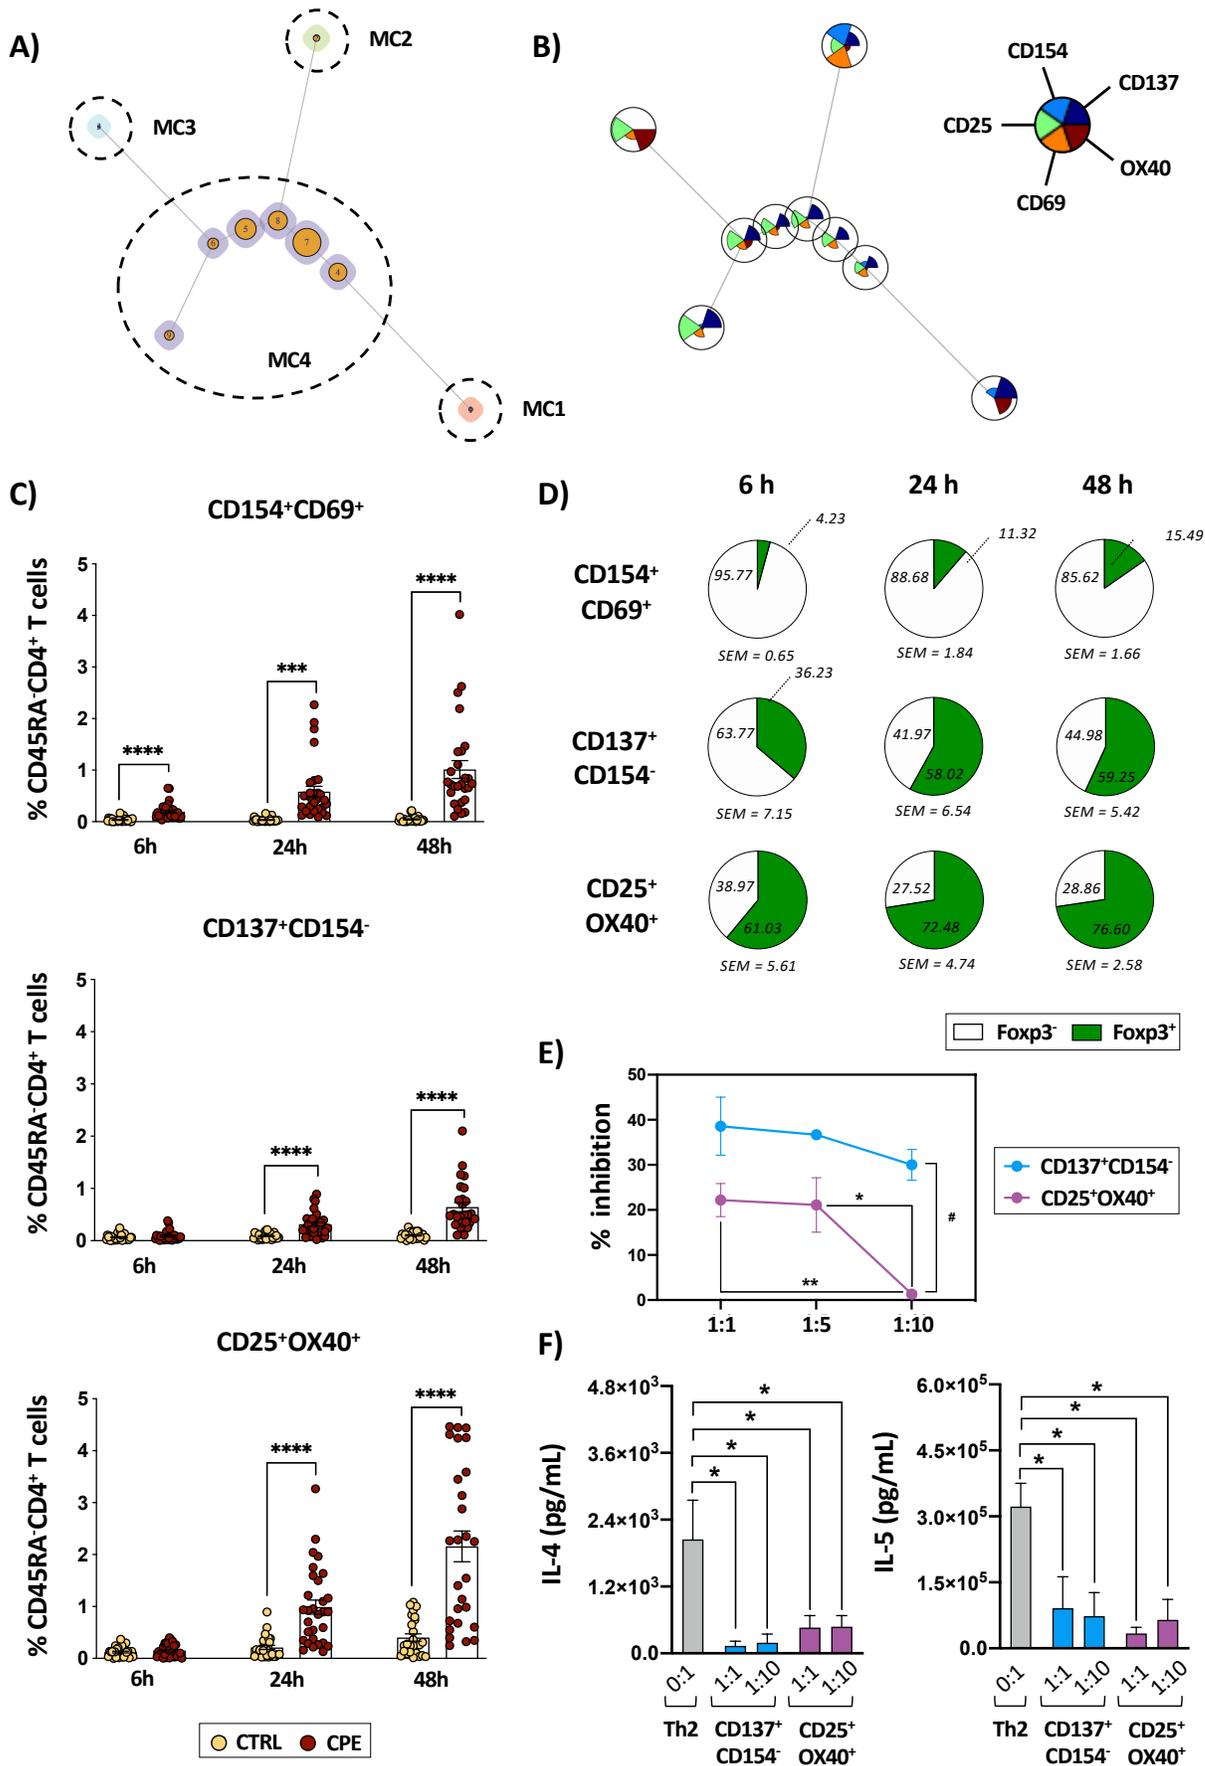 A)
MC2
MC3
8
5
7
6
4
MC4
MC1
B)
CD154
CD137
CD25
OX40
CD69
C)
CD154⁺CD69⁺
% CD45RA⁻CD4⁺ T cells
5
4
3
2
1
0
****
***
****
6h
24h
48h
CD137⁺CD154⁻
% CD45RA⁻CD4⁺ T cells
5
4
3
2
1
0
****
****
6h
24h
48h
CD25⁺OX40⁺
% CD45RA⁻CD4⁺ T cells
5
4
3
2
1
0
****
****
6h
24h
48h
CTRL
CPE
D)
6 h
24 h
48 h
CD154⁺
CD69⁺
4.23
95.77
SEM = 0.65
11.32
88.68
SEM = 1.84
15.49
85.62
SEM = 1.66
CD137⁺
CD154⁻
36.23
63.77
SEM = 7.15
41.97
58.02
SEM = 6.54
44.98
59.25
SEM = 5.42
CD25⁺
OX40⁺
38.97
61.03
SEM = 5.61
27.52
72.48
SEM = 4.74
28.86
76.60
SEM = 2.58
Foxp3⁻
Foxp3⁺
E)
% inhibition
50
40
30
20
10
0
*
**
#
1:1
1:5
1:10
CD137⁺CD154⁻
CD25⁺OX40⁺
F)
IL-4 (pg/mL)
4.8×10³
3.6×10³
2.4×10³
1.2×10³
0.0
*
*
*
*
0:1
1:1
1:10
1:1
1:10
Th2
CD137⁺
CD154⁻
CD25⁺
OX40⁺
IL-5 (pg/mL)
6.0×10⁵
4.5×10⁵
3.0×10⁵
1.5×10⁵
0.0
*
*
*
*
0:1
1:1
1:10
1:1
1:10
Th2
CD137⁺
CD154⁻
CD25⁺
OX40⁺